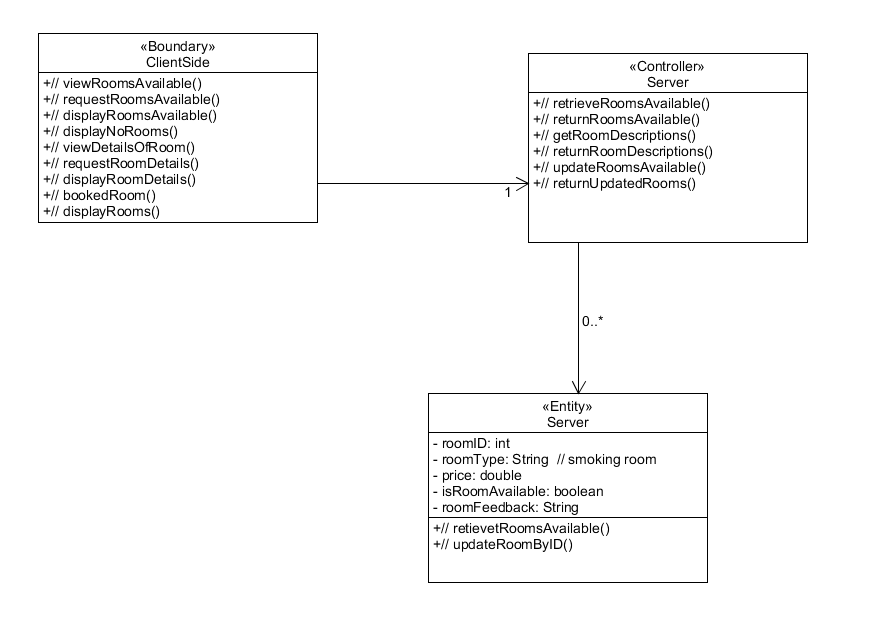 «Boundary»
ClientSide
+// viewRoomsAvailable()
+// requestRoomsAvailable()
+// displayRoomsAvailable()
+// displayNoRooms()
+// viewDetailsOfRoom()
+// requestRoomDetails()
+// displayRoomDetails()
+// bookedRoom()
+// displayRooms()
«Controller»
Server
+// retrieveRoomsAvailable()
+// returnRoomsAvailable()
+// getRoomDescriptions()
+// returnRoomDescriptions()
+// updateRoomsAvailable()
+// returnUpdatedRooms()
1
0..*
«Entity»
Server
- roomID: int
- roomType: String  // smoking room
- price: double
- isRoomAvailable: boolean
- roomFeedback: String
+// retievetRoomsAvailable()
+// updateRoomByID()